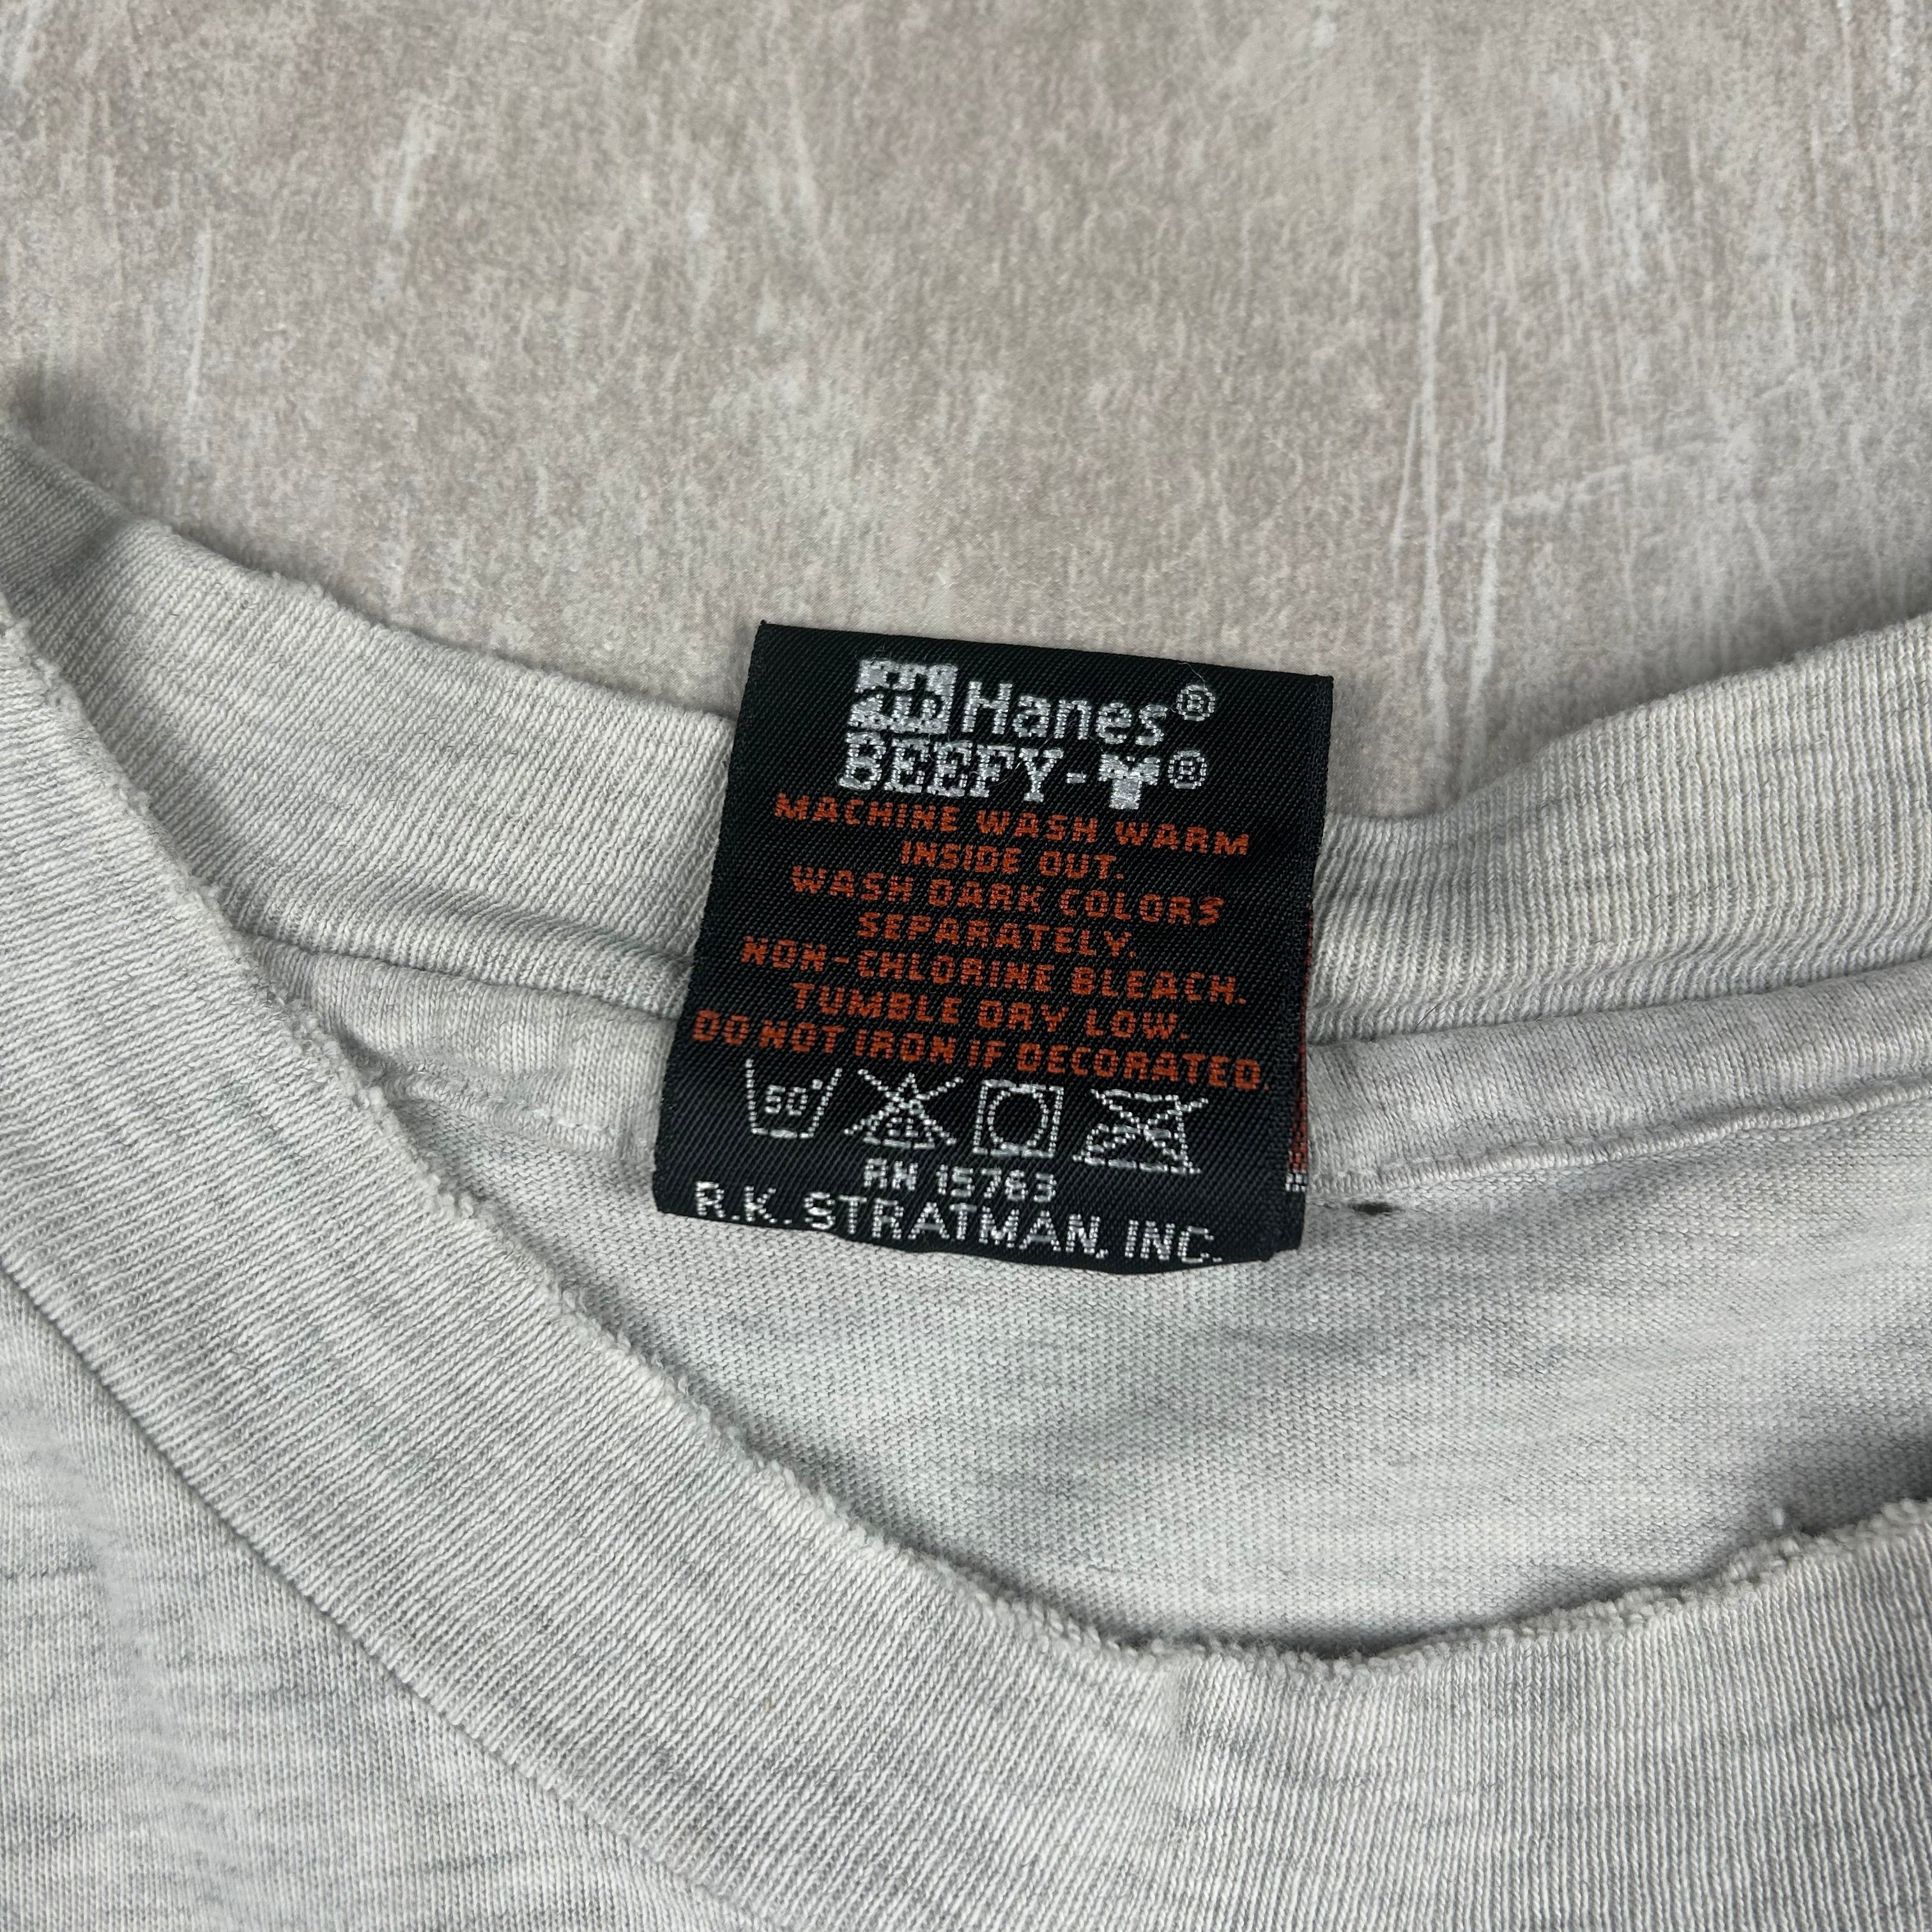 Hanes®
BEEFY-T®
MACHINE WASH WARM
INSIDE OUT.
WASH DARK COLORS
SEPARATELY.
NON-CHLORINE BLEACH.
TUMBLE DRY LOW.
DO NOT IRON IF DECORATED.
50°
RN 15763
R.K. STRATMAN, INC.